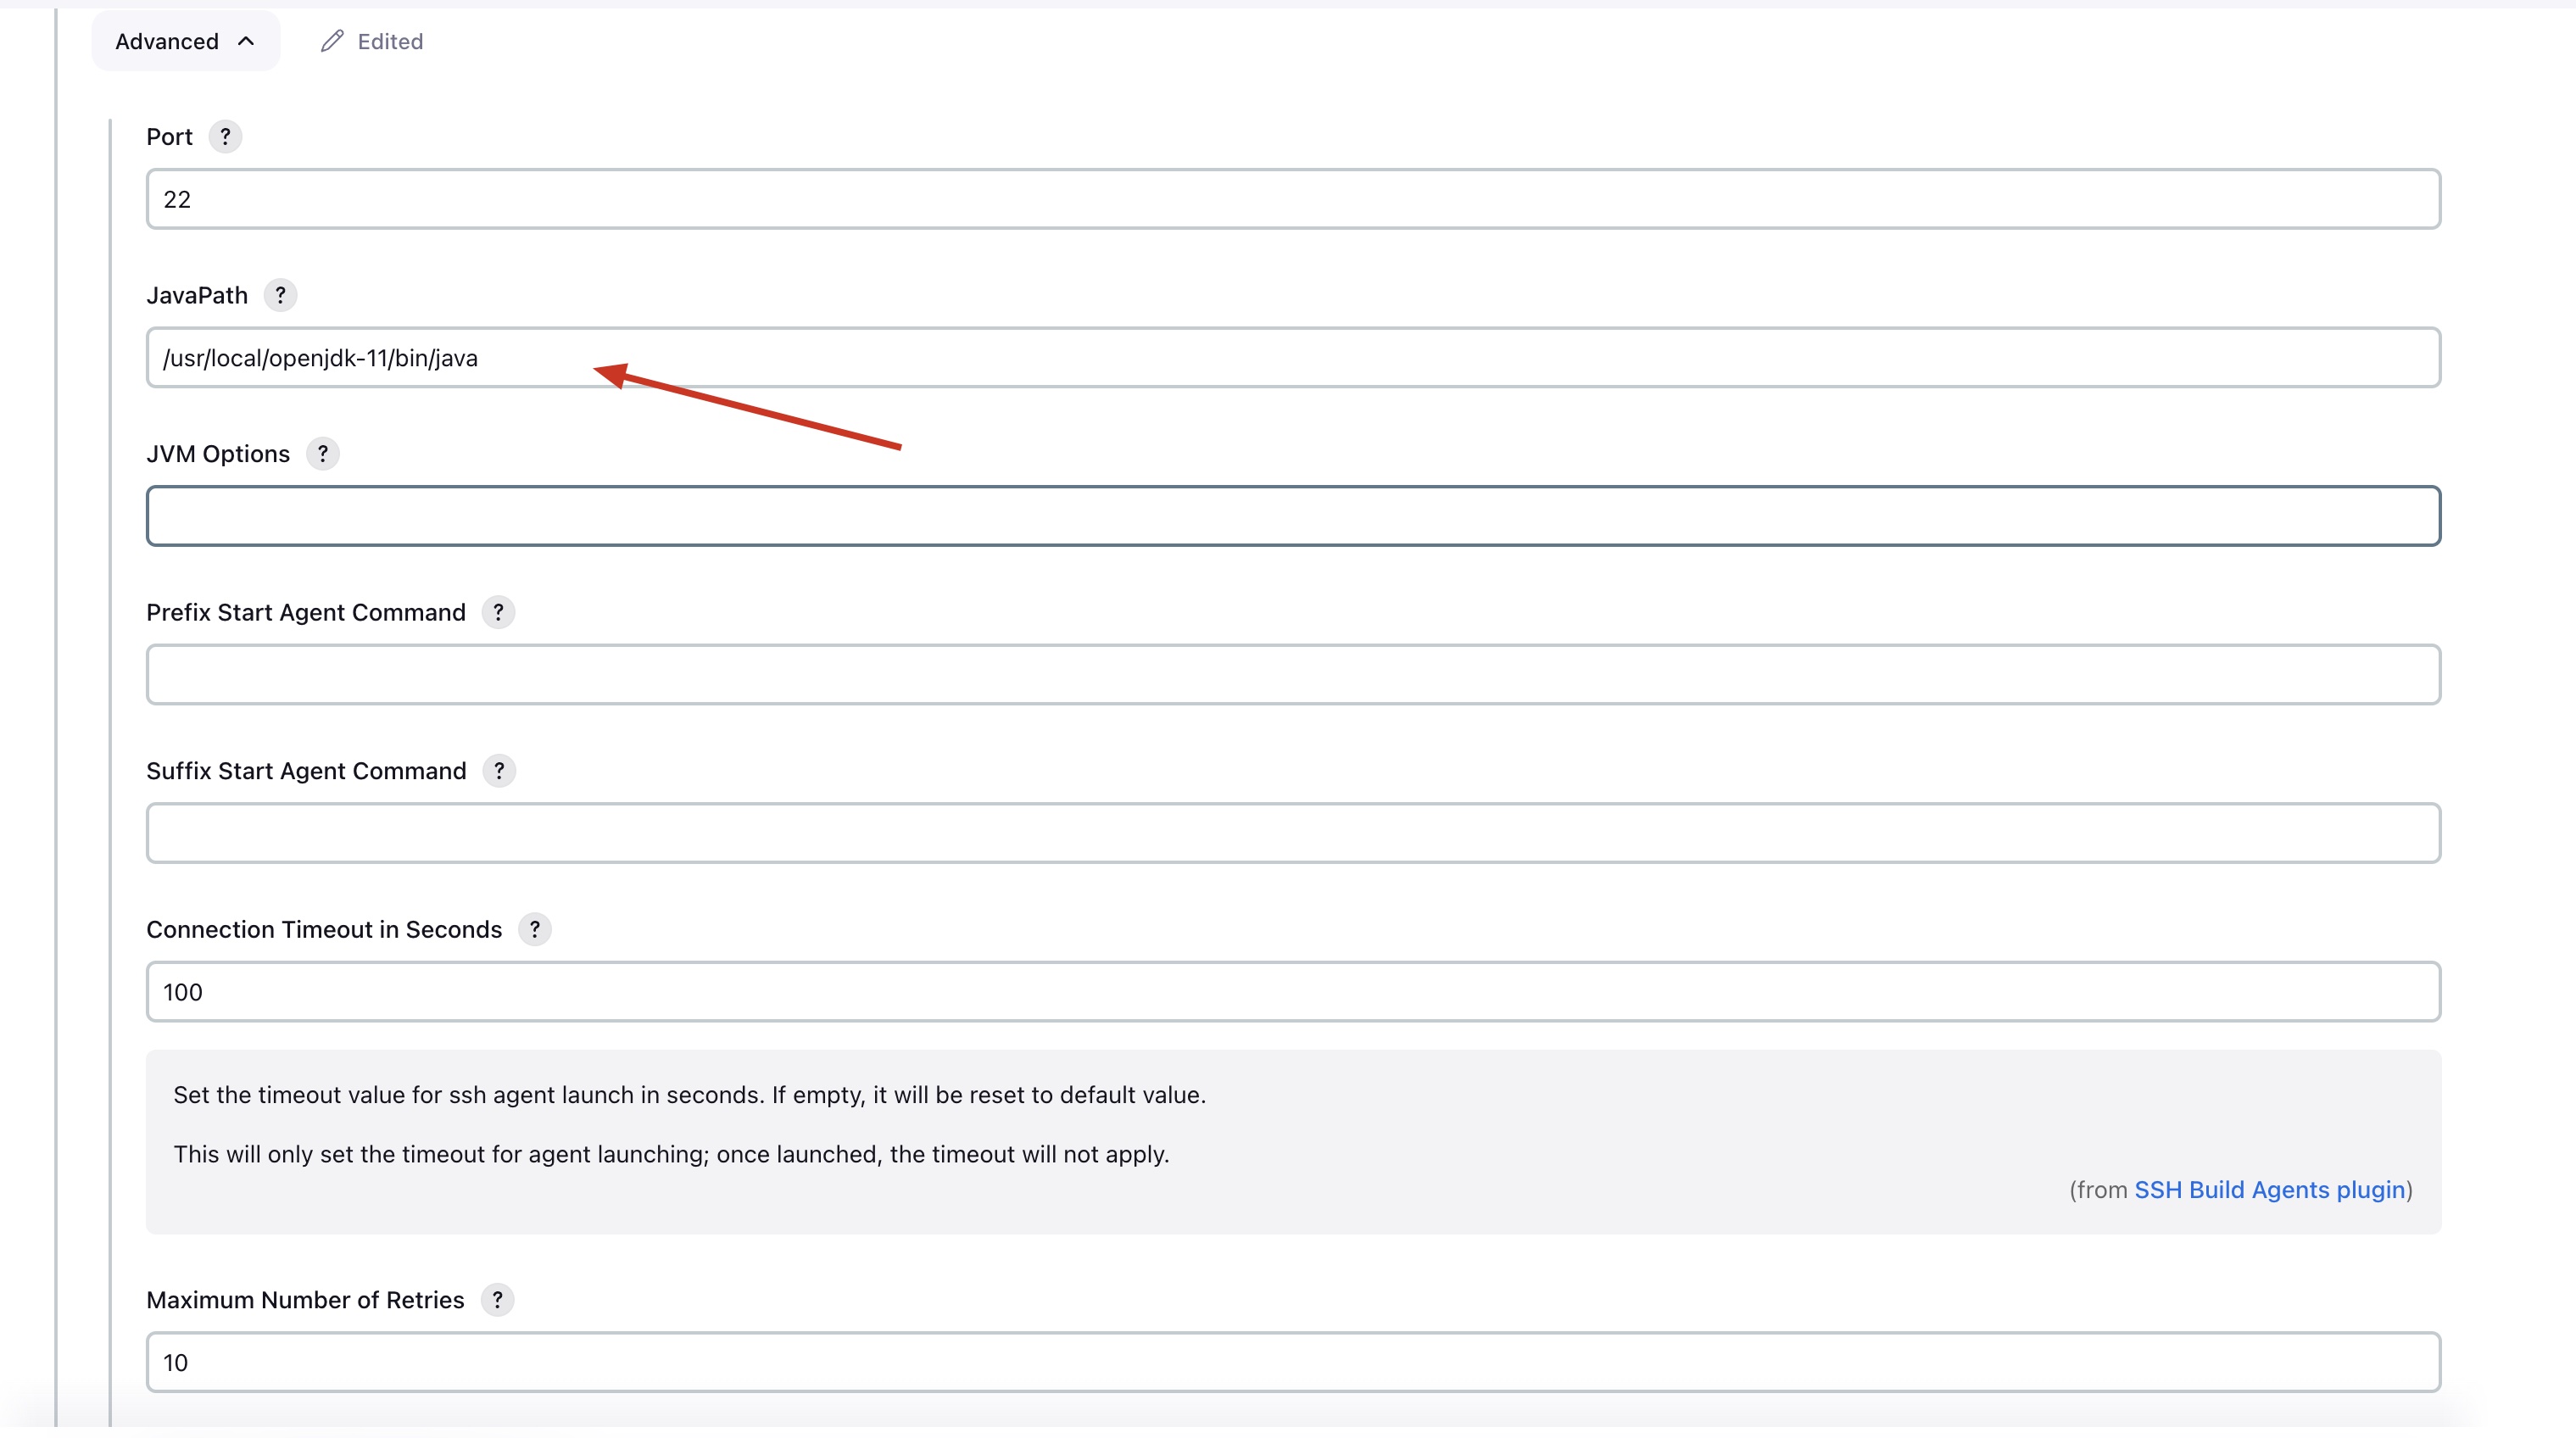 Advanced Edited
Port ?
22
JavaPath ?
/usr/local/openjdk-11/bin/java
JVM Options ?
Prefix Start Agent Command ?
Suffix Start Agent Command ?
Connection Timeout in Seconds ?
100
Set the timeout value for ssh agent launch in seconds. If empty, it will be reset to default value.
This will only set the timeout for agent launching; once launched, the timeout will not apply.
(from SSH Build Agents plugin)
Maximum Number of Retries ?
10